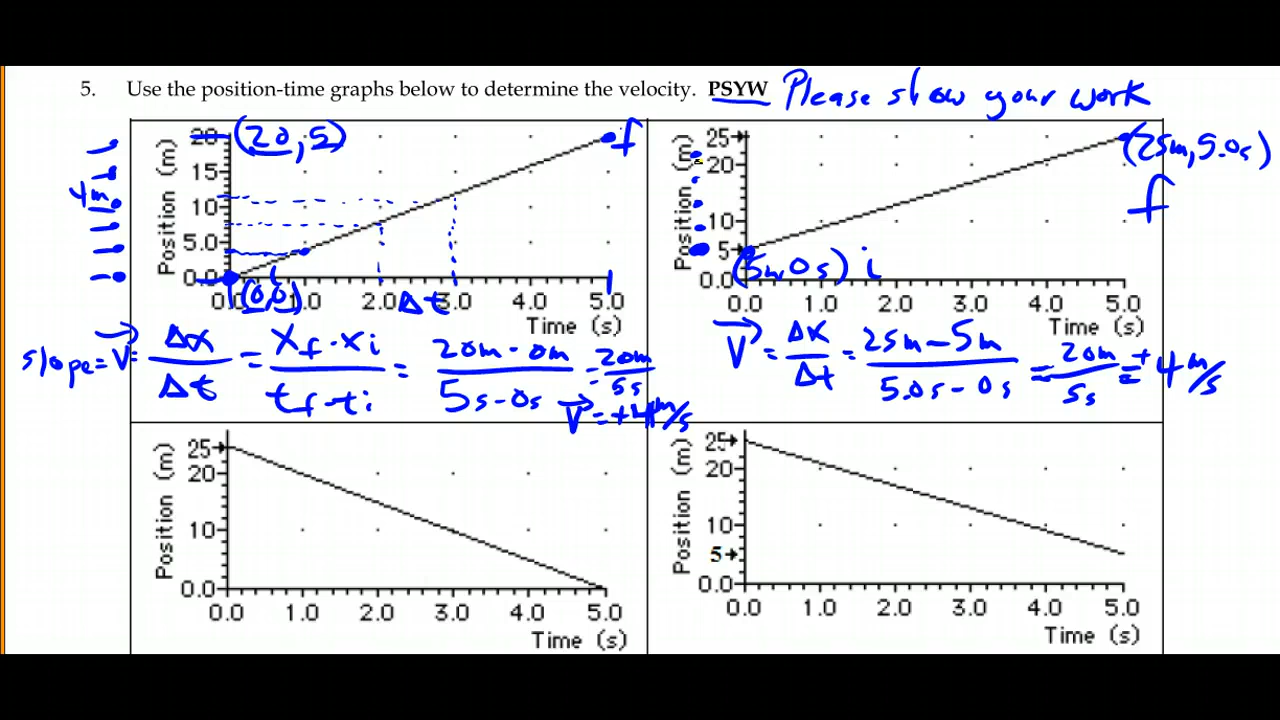 5. Use the position-time graphs below to determine the velocity. PSYW Please show your work
20 (20, 5) f
15
10
5.0
0.0
4m
Position (m)
i
(0,0)
0.0 1.0 2.0 Δt 3.0 4.0 5.0
Time (s)
slope = V = Δx/Δt = Xf - Xi / tf - ti = 20m - 0m / 5s - 0s = 20m/5s
V = +4m/s
25 (25m, 5.0s)
20 f
10
5
0.0
Position (m)
(5m, 0s) i
0.0 1.0 2.0 3.0 4.0 5.0
Time (s)
V = Δx/Δt = 25m - 5m / 5.0s - 0s = 20m/5s = +4 m/s
25
20
10
0.0
Position (m)
0.0 1.0 2.0 3.0 4.0 5.0
Time (s)
25
20
10
5
0.0
Position (m)
0.0 1.0 2.0 3.0 4.0 5.0
Time (s)